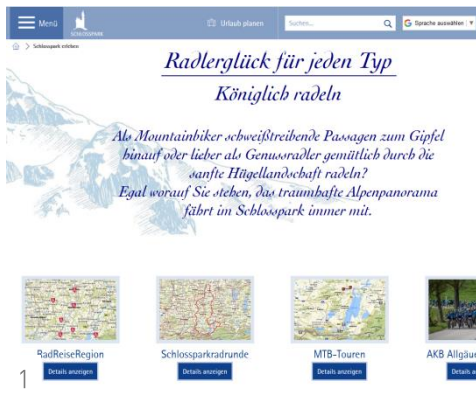 Menü
SCHLOSSPARK
Urlaub planen
Suchen...
G Sprache auswählen | ▼
> Schlosspark erleben
Radlerglück für jeden Typ
Königlich radeln
Als Mountainbiker schweißtreibende Passagen zum Gipfel
hinauf oder lieber als Genussradler gemütlich durch die
sanfte Hügellandschaft radeln?
Egal worauf Sie stehen, das traumhafte Alpenpanorama
fährt im Schlosspark immer mit.
RadReiseRegion
Schlossparkradrunde
MTB-Touren
AKB Allgäu
Details anzeigen
Details anzeigen
Details anzeigen
Details a
1